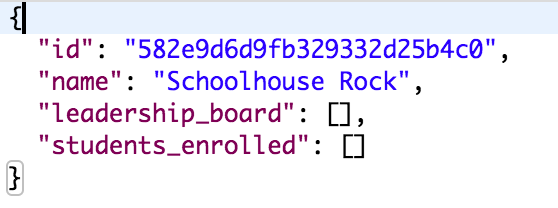 {
  "id": "582e9d6d9fb329332d25b4c0",
  "name": "Schoolhouse Rock",
  "leadership_board": [],
  "students_enrolled": []
}